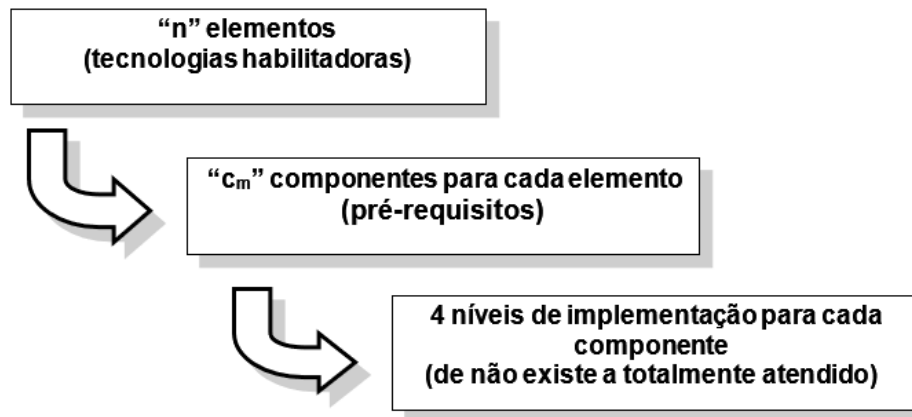 “n” elementos
(tecnologias habilitadoras)
“cₘ” componentes para cada elemento
(pré-requisitos)
4 níveis de implementação para cada
componente
(de não existe a totalmente atendido)